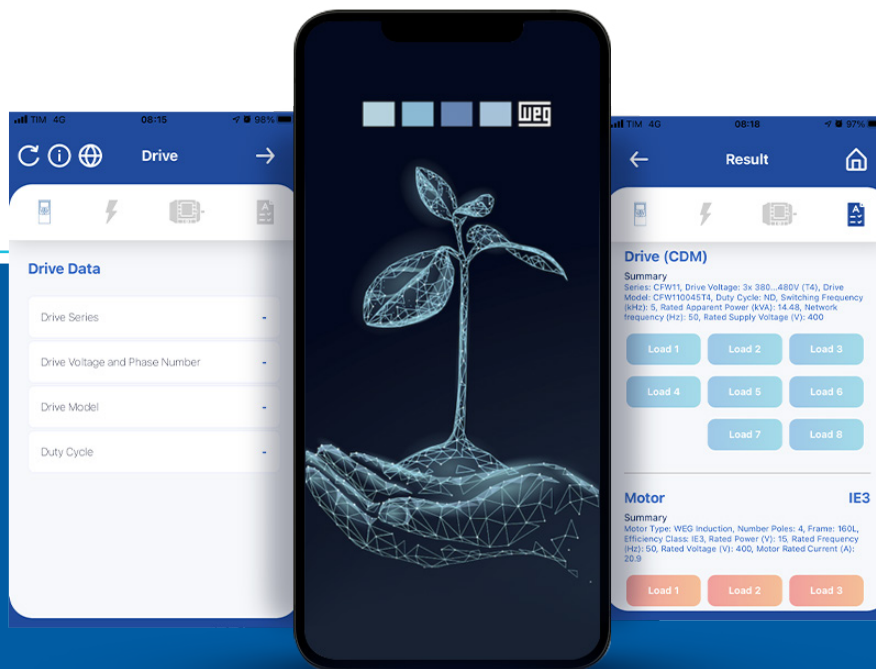 TIM 4G 08:15 98%
Drive
Drive Data
Drive Series -
Drive Voltage and Phase Number -
Drive Model -
Duty Cycle -
weg
TIM 4G 08:18 97%
Result
Drive (CDM)
Summary
Series: CFW11, Drive Voltage: 3x 380...480V (T4), Drive
Model: CFW110045T4, Duty Cycle: ND, Switching Frequency
(kHz): 5, Rated Apparent Power (kVA): 14.48, Network
frequency (Hz): 50, Rated Supply Voltage (V): 400
Load 1 Load 2 Load 3
Load 4 Load 5 Load 6
Load 7 Load 8
Motor IE3
Summary
Motor Type: WEG Induction, Number Poles: 4, Frame: 160L,
Efficiency Class: IE3, Rated Power (V): 15, Rated Frequency
(Hz): 50, Rated Voltage (V): 400, Motor Rated Current (A):
20.9
Load 1 Load 2 Load 3